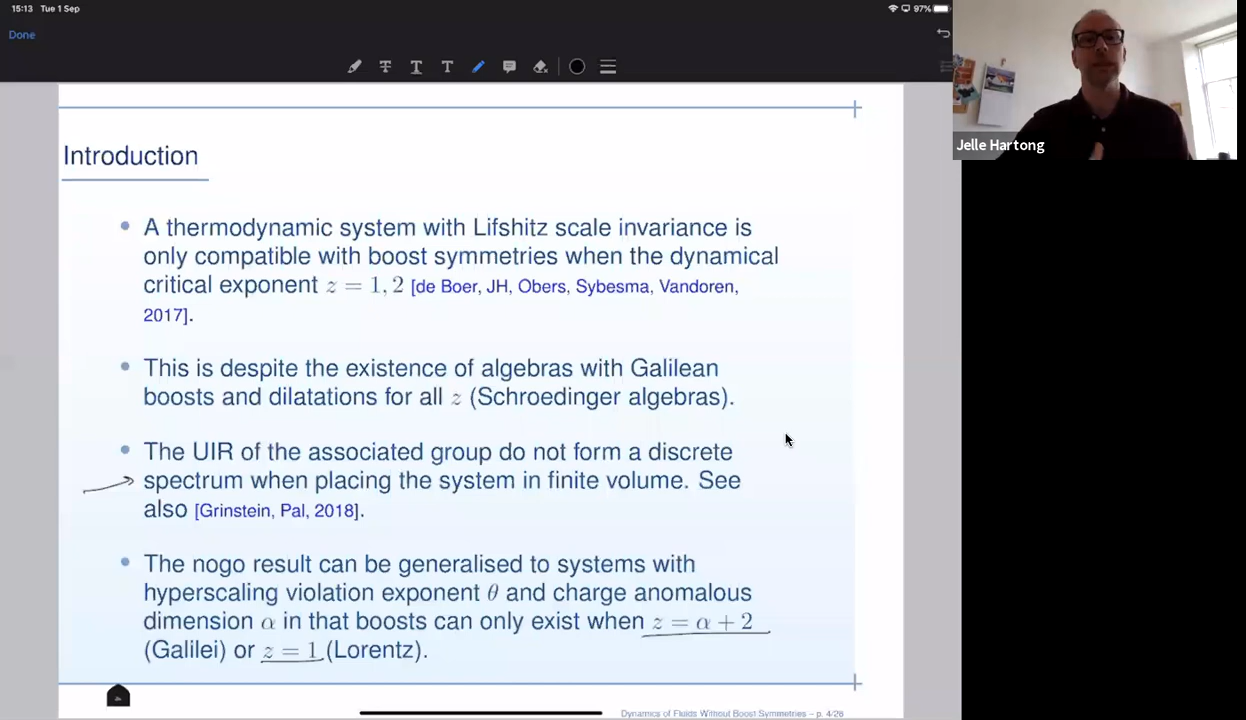 15:13 Tue 1 Sep
97%
Done
Jelle Hartong
Introduction
A thermodynamic system with Lifshitz scale invariance is
only compatible with boost symmetries when the dynamical
critical exponent z = 1, 2 [de Boer, JH, Obers, Sybesma, Vandoren,
2017].
This is despite the existence of algebras with Galilean
boosts and dilatations for all z (Schroedinger algebras).
The UIR of the associated group do not form a discrete
spectrum when placing the system in finite volume. See
also [Grinstein, Pal, 2018].
The nogo result can be generalised to systems with
hyperscaling violation exponent θ and charge anomalous
dimension α in that boosts can only exist when z = α + 2
(Galilei) or z = 1 (Lorentz).
Dynamics of Fluids Without Boost Symmetries – p. 4/26